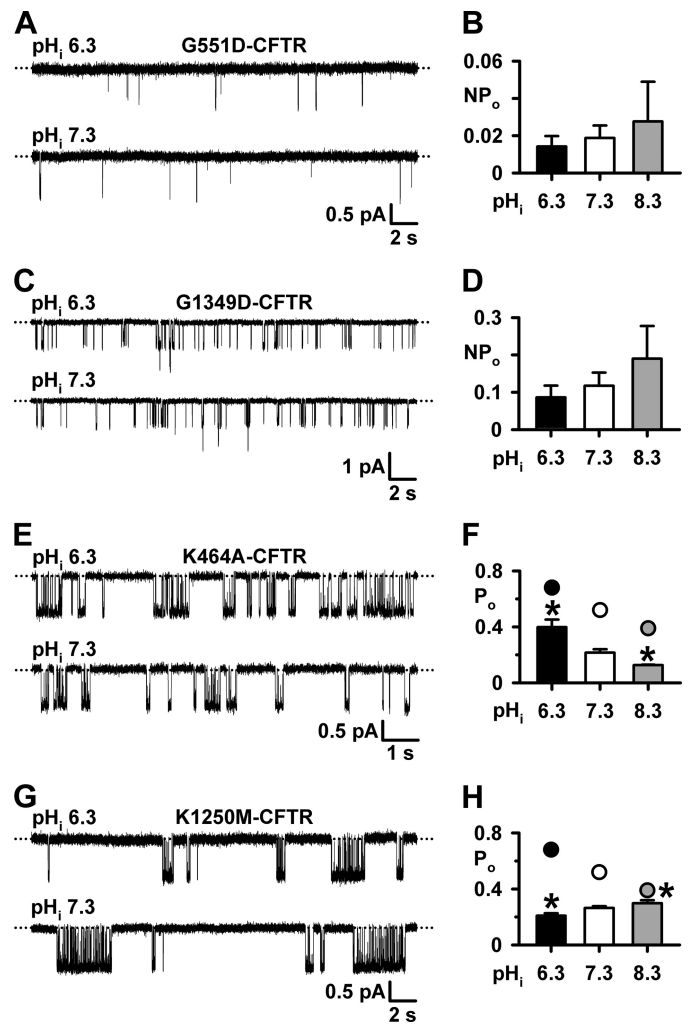 A
pHi 6.3 G551D-CFTR
pHi 7.3
0.5 pA
2 s
B
0.06
NPo
0.02
0
pHi 6.3 7.3 8.3
C
pHi 6.3 G1349D-CFTR
pHi 7.3
1 pA
2 s
D
0.3
NPo
0.1
0
pHi 6.3 7.3 8.3
E
pHi 6.3 K464A-CFTR
pHi 7.3
0.5 pA
1 s
F
0.8
Po
* 
0.4
*
0
pHi 6.3 7.3 8.3
G
pHi 6.3 K1250M-CFTR
pHi 7.3
0.5 pA
2 s
H
0.8
Po
0.4
* *
0
pHi 6.3 7.3 8.3